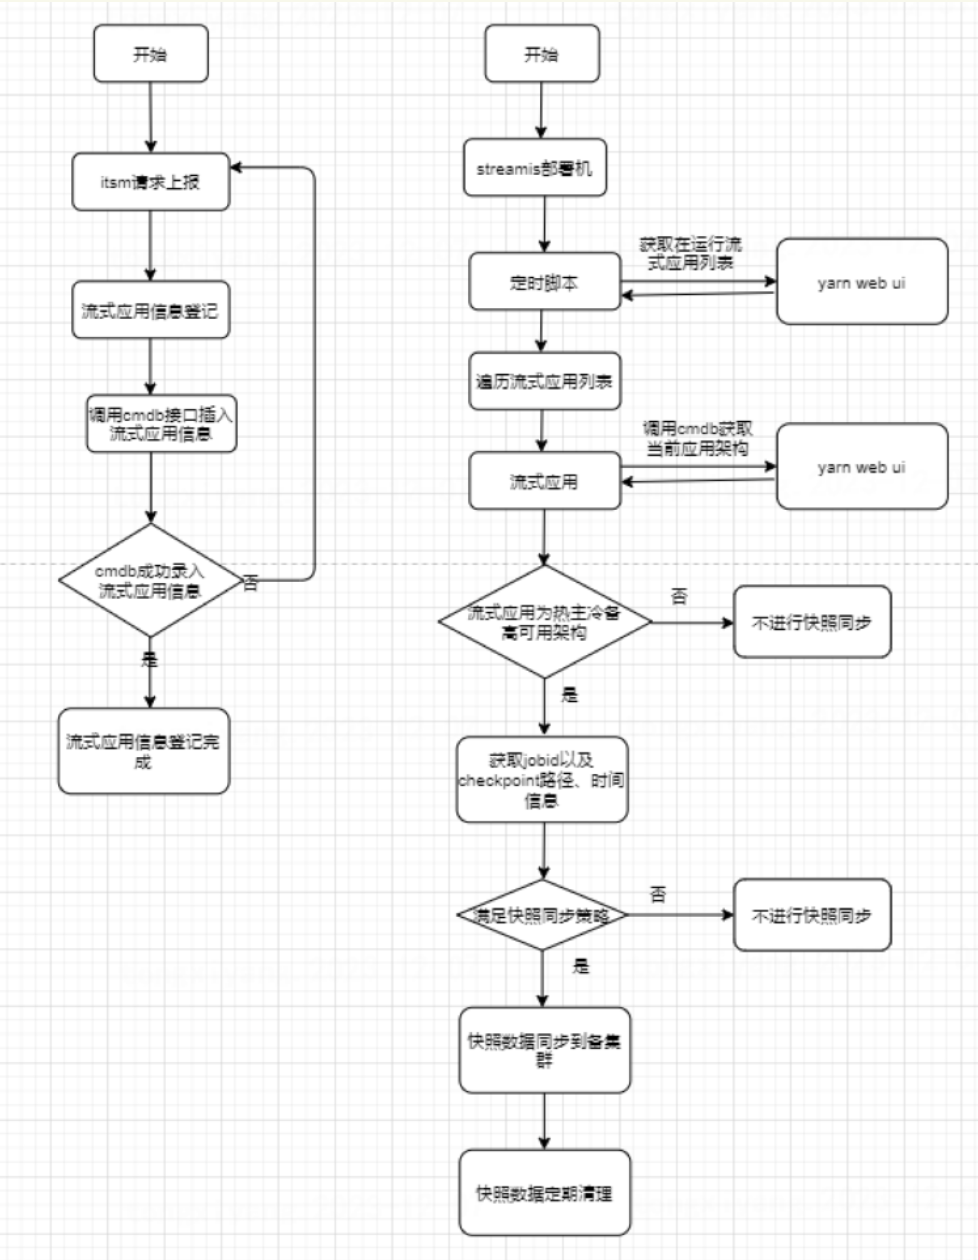 开始
itsm请求上报
流式应用信息登记
调用cmdb接口插入
流式应用信息
cmdb成功录入
流式应用信息
否
是
流式应用信息登记完
成
开始
streamis部署机
定时脚本
获取在运行流
式应用列表
yarn web ui
遍历流式应用列表
流式应用
调用cmdb获取
当前应用架构
yarn web ui
流式应用为热主冷备
高可用架构
否
不进行快照同步
是
获取jobid以及
checkpoint路径、时间
信息
满足快照同步策略
否
不进行快照同步
是
快照数据同步到备集
群
快照数据定期清理